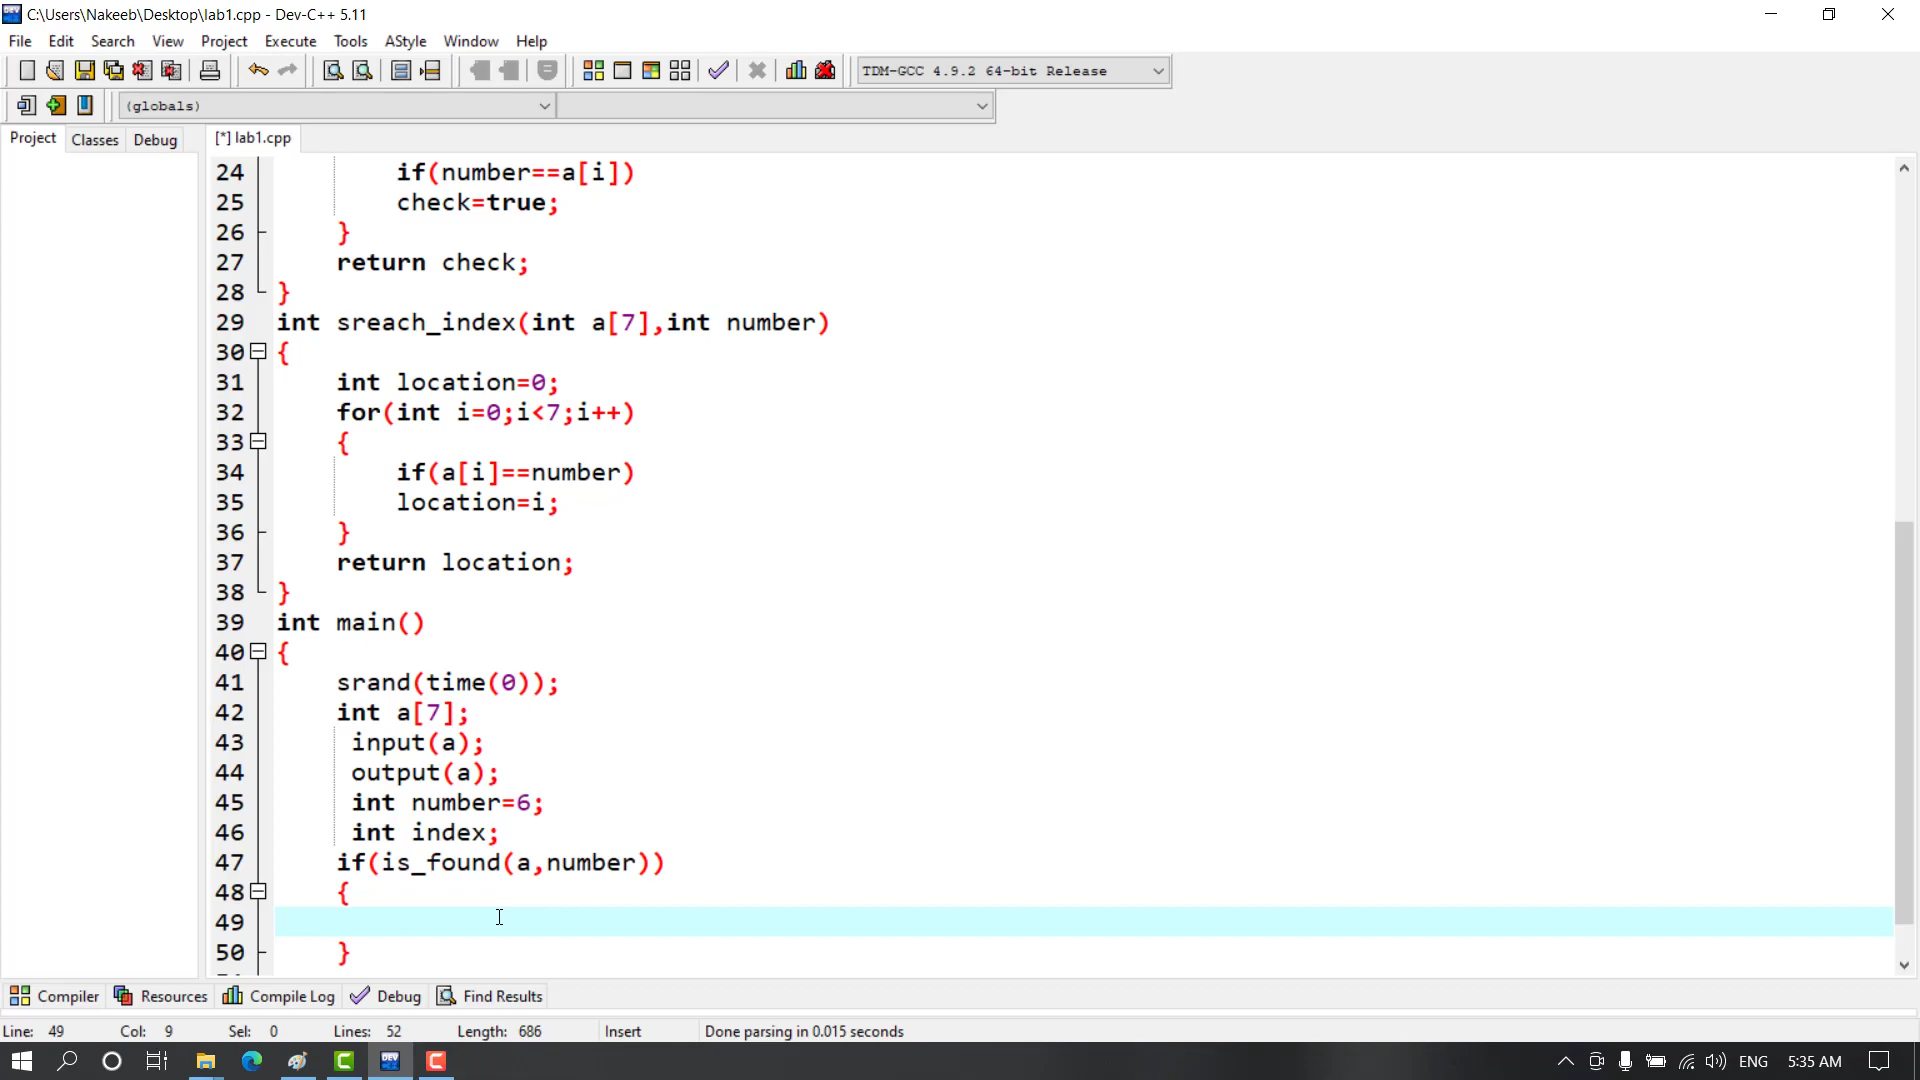 C:\Users\Nakeeb\Desktop\lab1.cpp - Dev-C++ 5.11
File Edit Search View Project Execute Tools AStyle Window Help
TDM-GCC 4.9.2 64-bit Release
(globals)
Project Classes Debug [*] lab1.cpp
24 if(number==a[i])
25 check=true;
26 }
27 return check;
28 }
29 int sreach_index(int a[7],int number)
30 {
31 int location=0;
32 for(int i=0;i<7;i++)
33 {
34 if(a[i]==number)
35 location=i;
36 }
37 return location;
38 }
39 int main()
40 {
41 srand(time(0));
42 int a[7];
43 input(a);
44 output(a);
45 int number=6;
46 int index;
47 if(is_found(a,number))
48 {
49
50 }
Compiler Resources Compile Log Debug Find Results
Line: 49 Col: 9 Sel: 0 Lines: 52 Length: 686 Insert Done parsing in 0.015 seconds
DEV ENG 5:35 AM